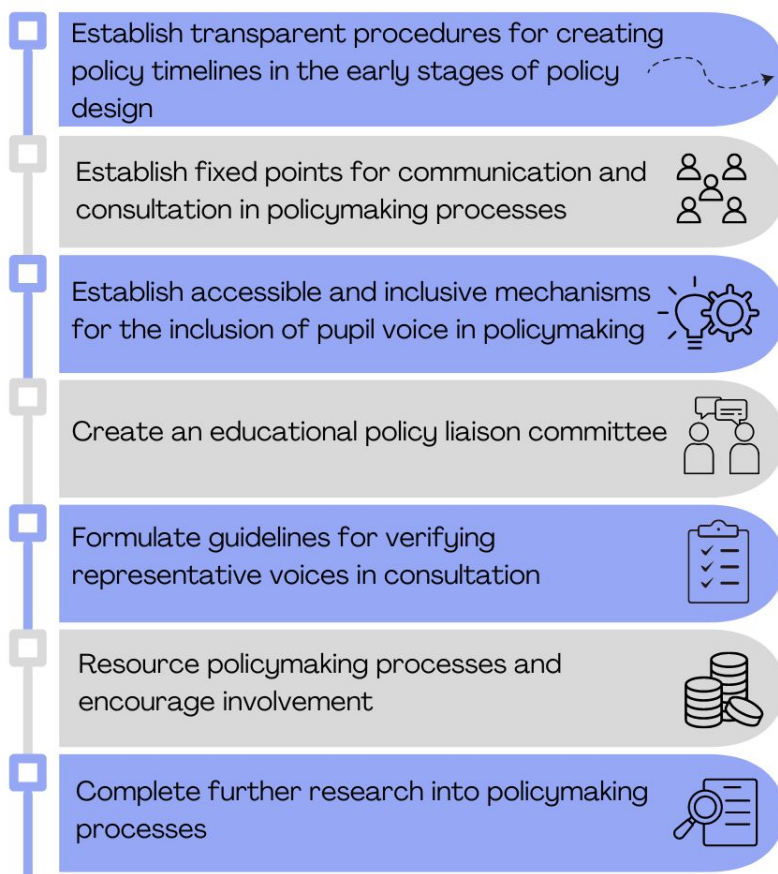 Establish transparent procedures for creating
policy timelines in the early stages of policy
design
Establish fixed points for communication and
consultation in policymaking processes
Establish accessible and inclusive mechanisms
for the inclusion of pupil voice in policymaking
Create an educational policy liaison committee
Formulate guidelines for verifying
representative voices in consultation
Resource policymaking processes and
encourage involvement
Complete further research into policymaking
processes